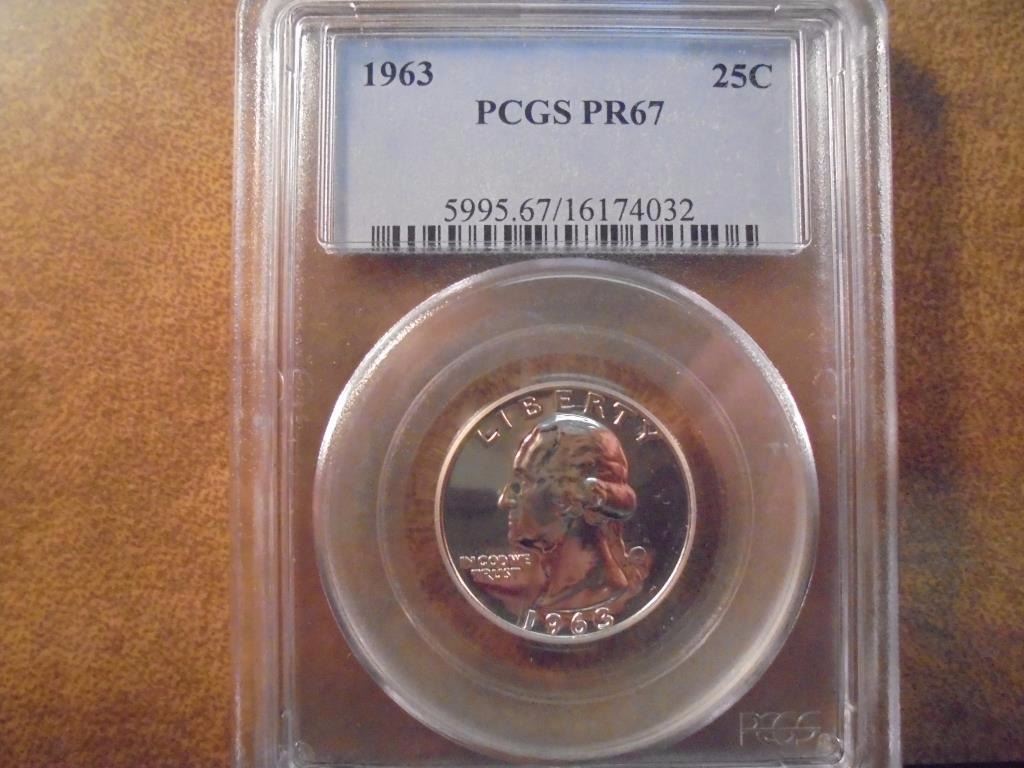 1963 25C
PCGS PR67
5995.67/16174032
LIBERTY
IN GOD WE
TRUST
1963
PCGS